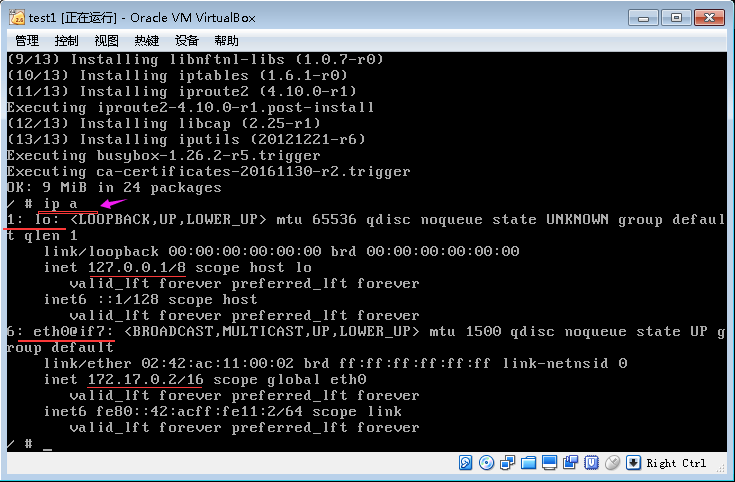 test1 [正在运行] - Oracle VM VirtualBox
管理 控制 视图 热键 设备 帮助
(9/13) Installing libnftnl-libs (1.0.7-r0)
(10/13) Installing iptables (1.6.1-r0)
(11/13) Installing iproute2 (4.10.0-r1)
Executing iproute2-4.10.0-r1.post-install
(12/13) Installing libcap (2.25-r1)
(13/13) Installing iputils (20121221-r6)
Executing busybox-1.26.2-r5.trigger
Executing ca-certificates-20161130-r2.trigger
OK: 9 MiB in 24 packages
/ # ip a
1: lo: <LOOPBACK,UP,LOWER_UP> mtu 65536 qdisc noqueue state UNKNOWN group defaul
t qlen 1
link/loopback 00:00:00:00:00:00 brd 00:00:00:00:00:00
inet 127.0.0.1/8 scope host lo
valid_lft forever preferred_lft forever
inet6 ::1/128 scope host
valid_lft forever preferred_lft forever
6: eth0@if7: <BROADCAST,MULTICAST,UP,LOWER_UP> mtu 1500 qdisc noqueue state UP g
roup default
link/ether 02:42:ac:11:00:02 brd ff:ff:ff:ff:ff:ff link-netnsid 0
inet 172.17.0.2/16 scope global eth0
valid_lft forever preferred_lft forever
inet6 fe80::42:acff:fe11:2/64 scope link
valid_lft forever preferred_lft forever
/ # _
Right Ctrl